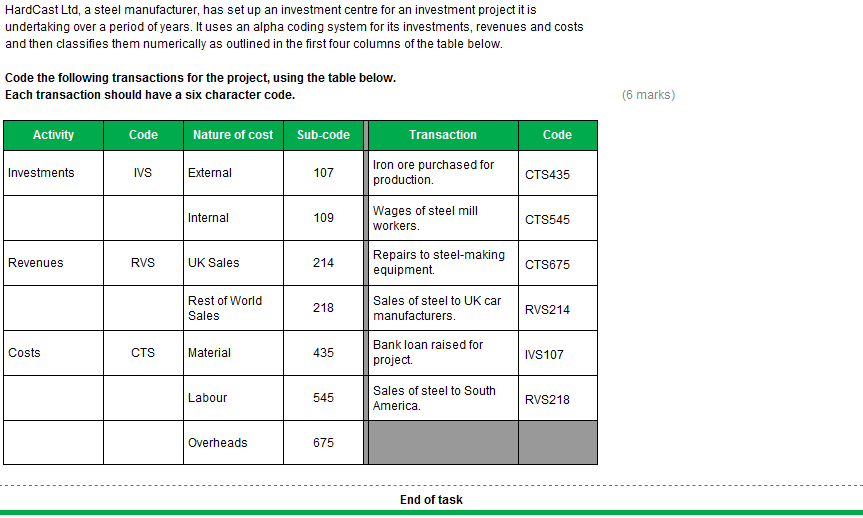 HardCast Ltd, a steel manufacturer, has set up an investment centre for an investment project it is
undertaking over a period of years. It uses an alpha coding system for its investments, revenues and costs
and then classifies them numerically as outlined in the first four columns of the table below.
Code the following transactions for the project, using the table below.
Each transaction should have a six character code. (6 marks)
Activity Code Nature of cost Sub-code Transaction Code
Investments IVS External 107 Iron ore purchased for
production. CTS435
Internal 109 Wages of steel mill
workers. CTS545
Revenues RVS UK Sales 214 Repairs to steel-making
equipment. CTS675
Rest of World
Sales 218 Sales of steel to UK car
manufacturers. RVS214
Costs CTS Material 435 Bank loan raised for
project. IVS107
Labour 545 Sales of steel to South
America. RVS218
Overheads 675
End of task